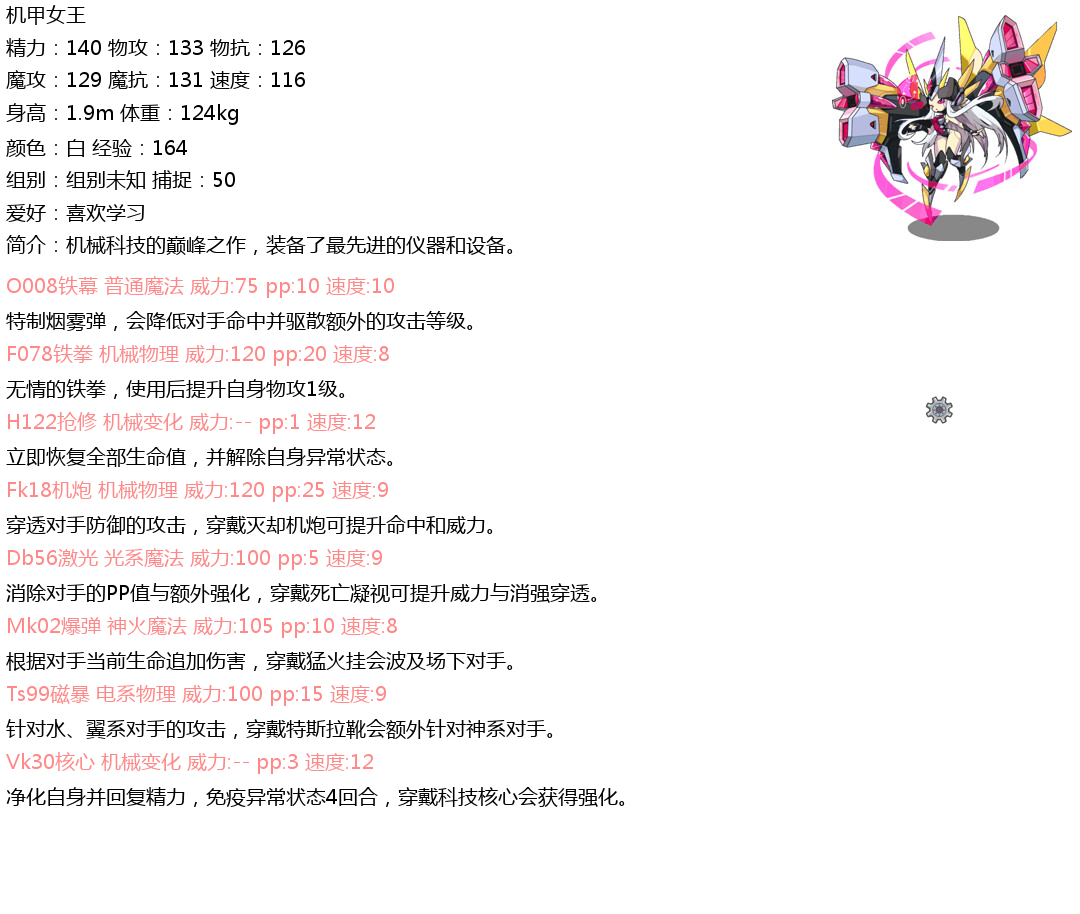 机甲女王
精力：140 物攻：133 物抗：126
魔攻：129 魔抗：131 速度：116
身高：1.9m 体重：124kg
颜色：白 经验：164
组别：组别未知 捕捉：50
爱好：喜欢学习
简介：机械科技的巅峰之作，装备了最先进的仪器和设备。
O008铁幕 普通魔法 威力:75 pp:10 速度:10
特制烟雾弹，会降低对手命中并驱散额外的攻击等级。
F078铁拳 机械物理 威力:120 pp:20 速度:8
无情的铁拳，使用后提升自身物攻1级。
H122抢修 机械变化 威力:-- pp:1 速度:12
立即恢复全部生命值，并解除自身异常状态。
Fk18机炮 机械物理 威力:120 pp:25 速度:9
穿透对手防御的攻击，穿戴灭却机炮可提升命中和威力。
Db56激光 光系魔法 威力:100 pp:5 速度:9
消除对手的PP值与额外强化，穿戴死亡凝视可提升威力与消强穿透。
Mk02爆弹 神火魔法 威力:105 pp:10 速度:8
根据对手当前生命追加伤害，穿戴猛火挂会波及场下对手。
Ts99磁暴 电系物理 威力:100 pp:15 速度:9
针对水、翼系对手的攻击，穿戴特斯拉靴会额外针对神系对手。
Vk30核心 机械变化 威力:-- pp:3 速度:12
净化自身并回复精力，免疫异常状态4回合，穿戴科技核心会获得强化。